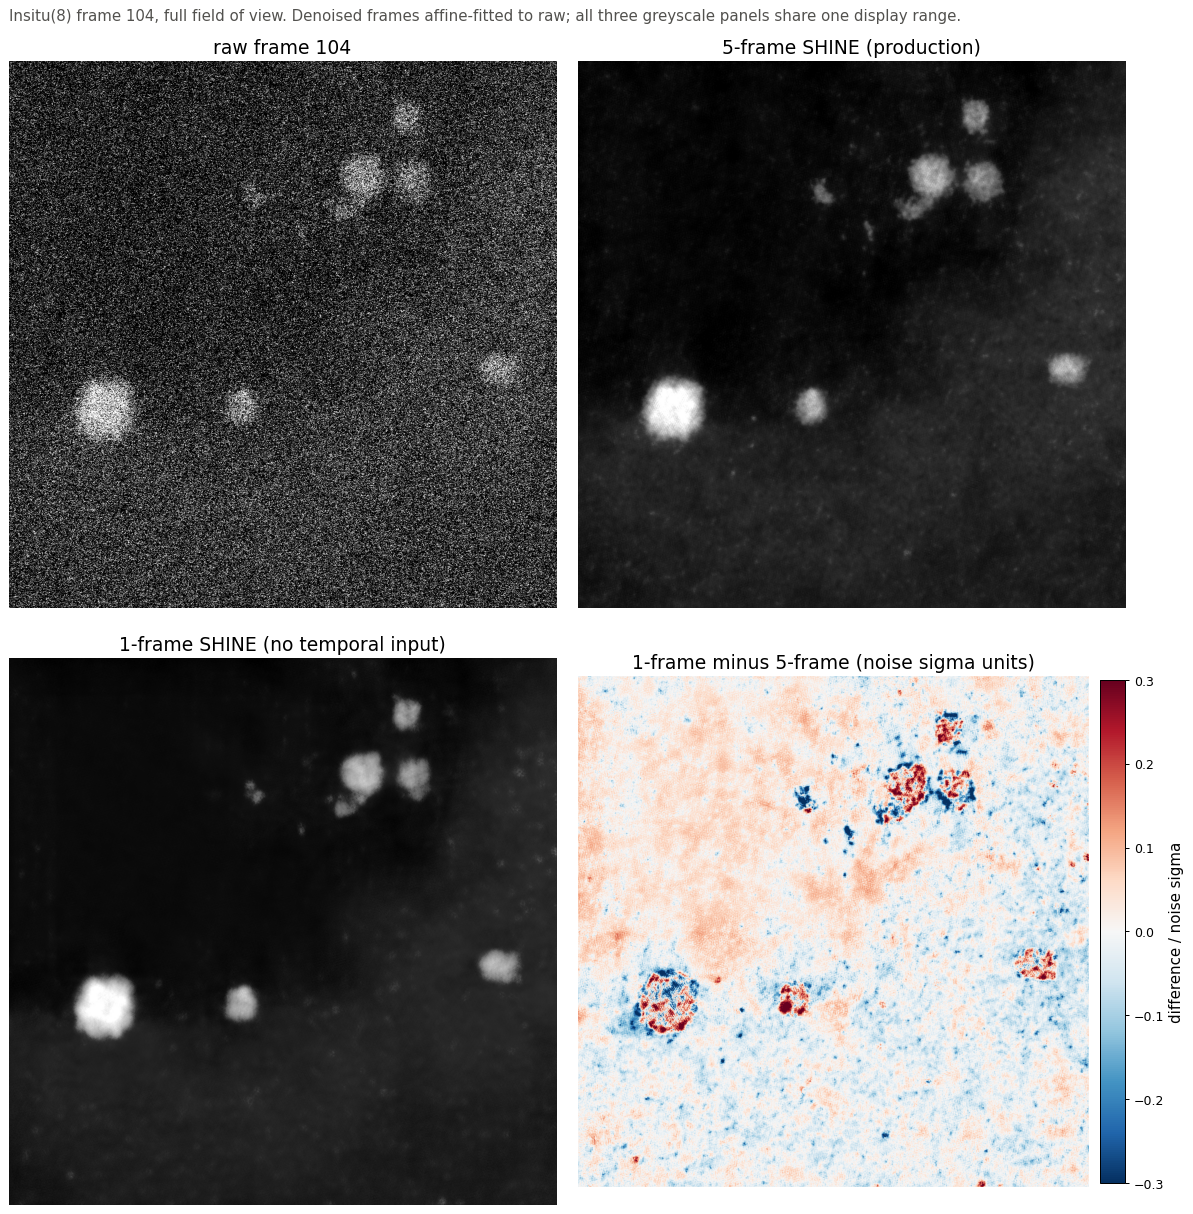 Insitu(8) frame 104, full field of view. Denoised frames affine-fitted to raw; all three greyscale panels share one display range.
raw frame 104
5-frame SHINE (production)
1-frame SHINE (no temporal input)
1-frame minus 5-frame (noise sigma units)
0.3
0.2
0.1
0.0
−0.1
−0.2
−0.3
difference / noise sigma